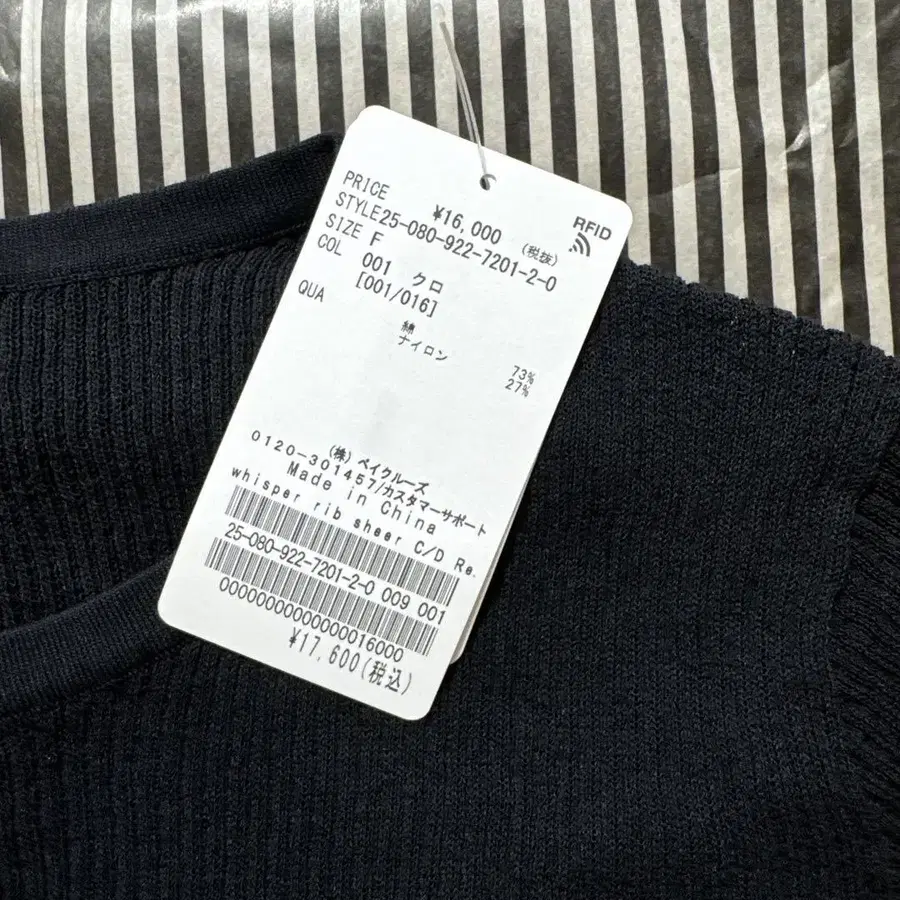 RFID
PRICE ¥16,000 (税抜)
STYLE25-080-922-7201-2-0
SIZE F
COL 001 クロ
[001/016]
QUA
綿 73%
ナイロン 27%
(株) ベイクルーズ
0120-301457/カスタマーサポート
Made in China
whisper rib sheer C/D Re.
25-080-922-7201-2-0 009 001
0000000000000016000
¥17,600(税込)